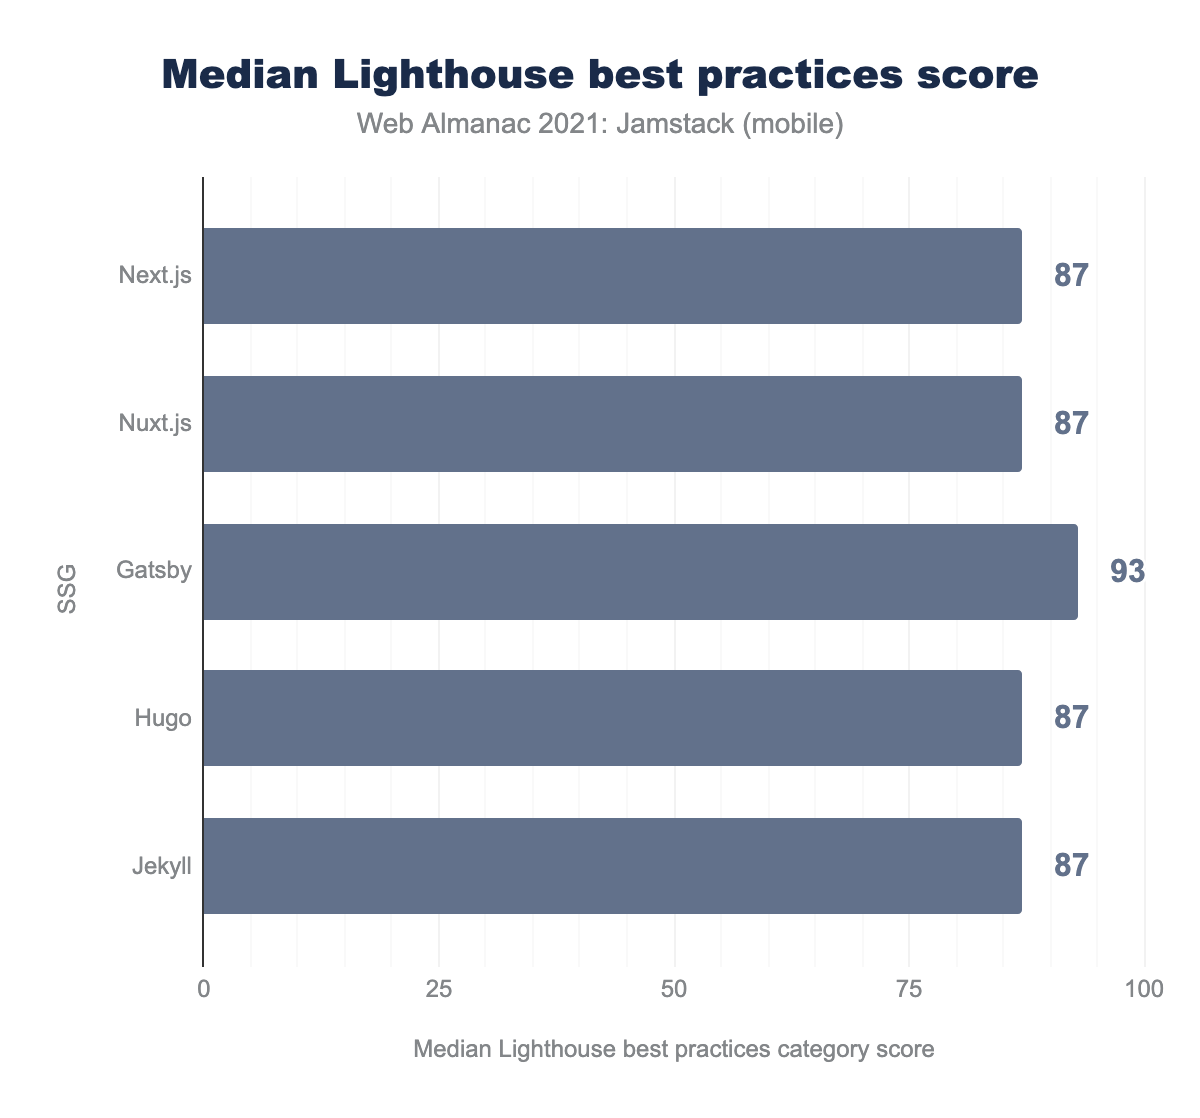 Median Lighthouse best practices score
Web Almanac 2021: Jamstack (mobile)
SSG
Next.js
87
Nuxt.js
87
Gatsby
93
Hugo
87
Jekyll
87
0
25
50
75
100
Median Lighthouse best practices category score